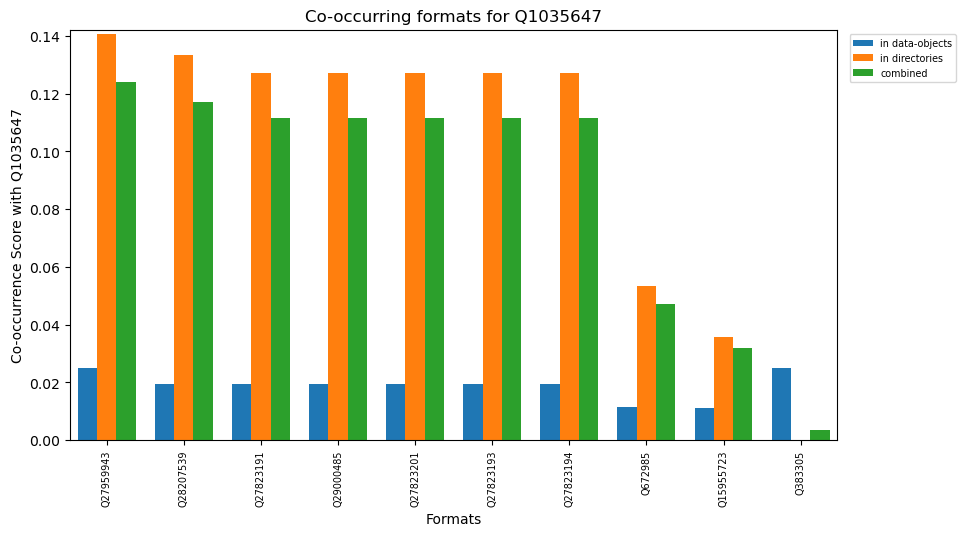 Co-occurring formats for Q1035647
in data-objects
in directories
combined
Co-occurrence Score with Q1035647
0.14
0.12
0.10
0.08
0.06
0.04
0.02
0.00
Q27959943
Q28207539
Q27823191
Q29000485
Q27823201
Q27823193
Q27823194
Q672985
Q15955723
Q383305
Formats